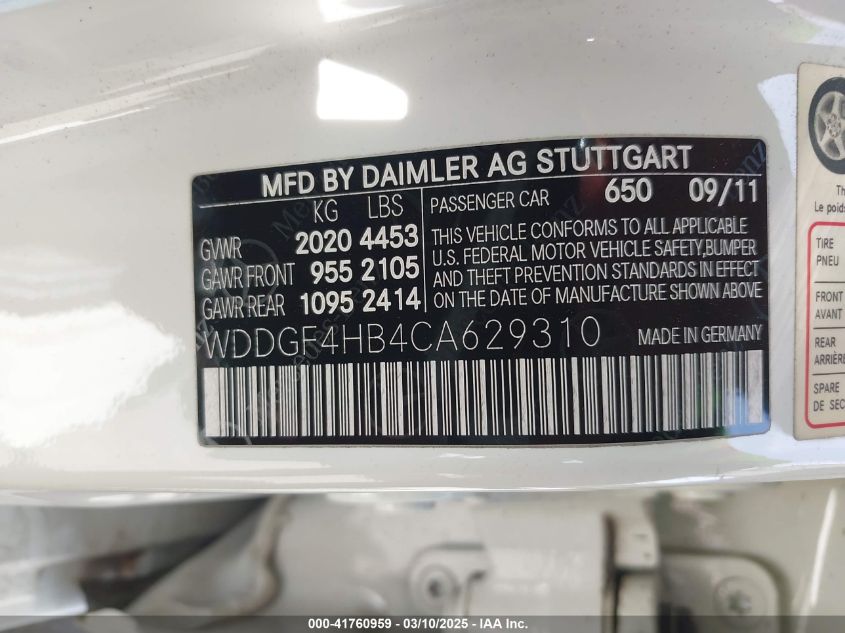 MFD BY DAIMLER AG STUTTGART
KG LBS
GVWR 2020 4453
GAWR FRONT 955 2105
GAWR REAR 1095 2414
PASSENGER CAR 650 09/11
THIS VEHICLE CONFORMS TO ALL APPLICABLE
U.S. FEDERAL MOTOR VEHICLE SAFETY,BUMPER
AND THEFT PREVENTION STANDARDS IN EFFECT
ON THE DATE OF MANUFACTURE SHOWN ABOVE
WDDGF4HB4CA629310 MADE IN GERMANY
Th
Le poids
TIRE
PNEU
FRONT
AVANT
REAR
ARRIÈRE
SPARE
DE SEC
000-41760959 — 03/10/2025 — IAA Inc.